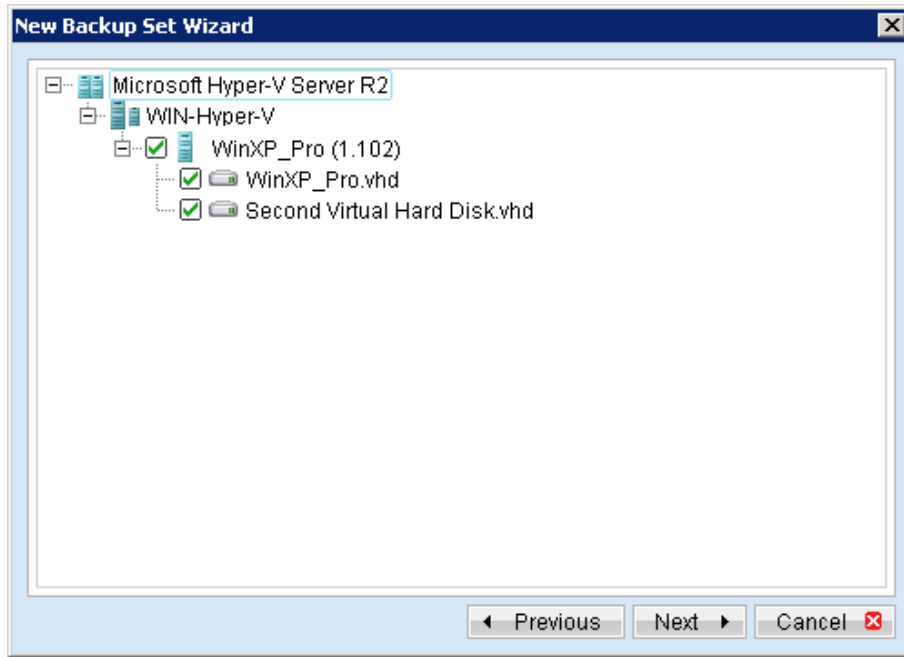 New Backup Set Wizard
Microsoft Hyper-V Server R2
WIN-Hyper-V
WinXP_Pro (1.102)
WinXP_Pro.vhd
Second Virtual Hard Disk.vhd
Previous Next Cancel